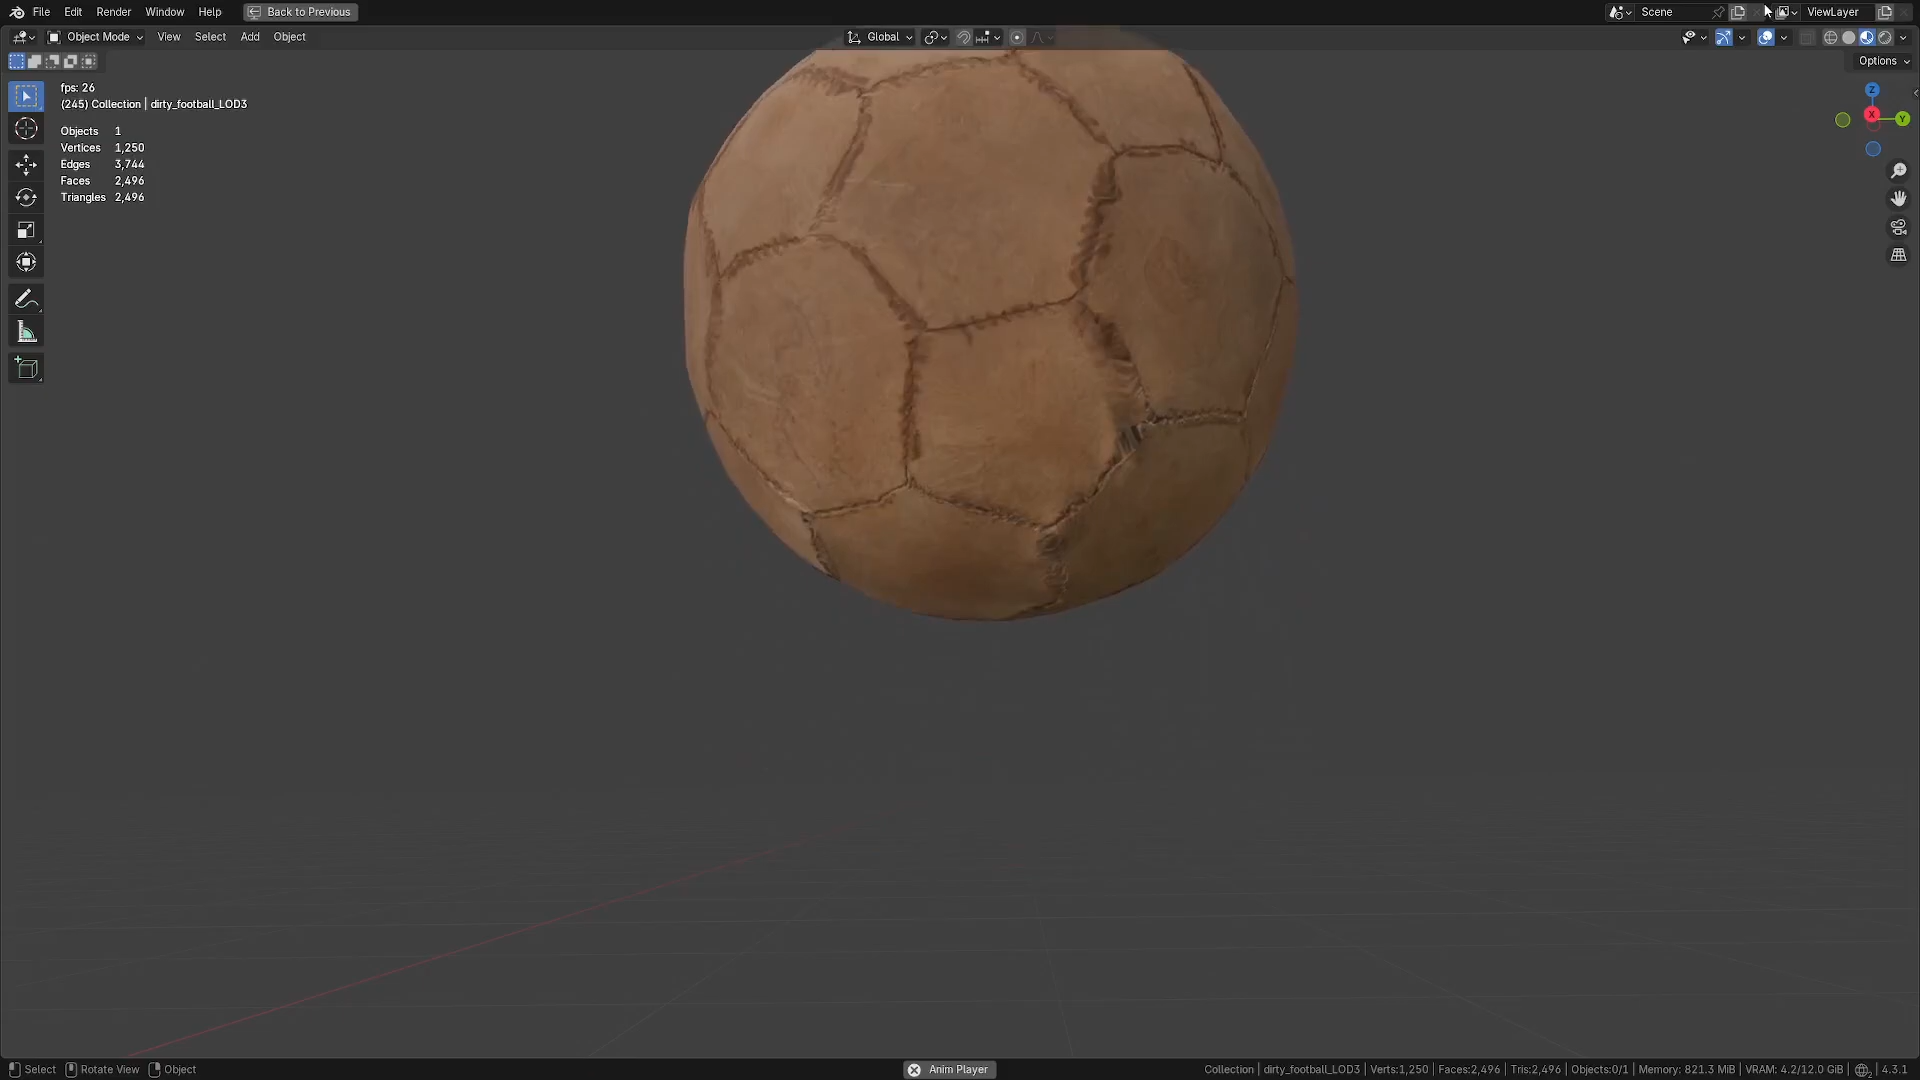 File Edit Render Window Help Back to Previous Scene ViewLayer
Object Mode View Select Add Object Global
Options
fps: 26
(245) Collection | dirty_football_LOD3
Objects 1
Vertices 1,250
Edges 3,744
Faces 2,496
Triangles 2,496
Z
X
Y
Select Rotate View Object Anim Player Collection | dirty_football_LOD3 | Verts:1,250 | Faces:2,496 | Tris:2,496 | Objects:0/1 | Memory: 821.3 MiB | VRAM: 4.2/12.0 GiB | 4.3.1